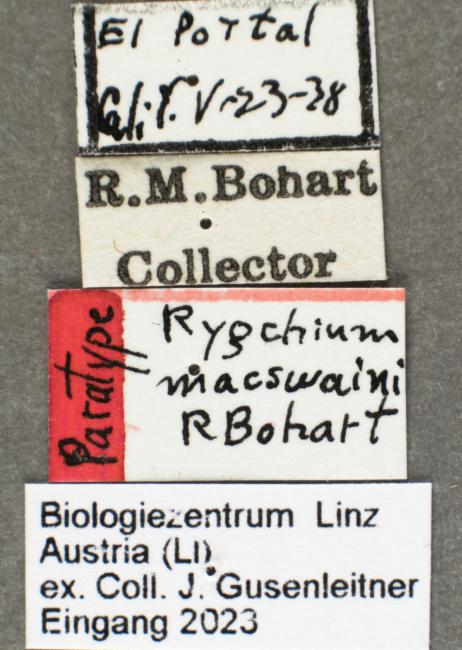 El Portal
Calif. V-23-38
R.M.Bohart
Collector
Paratype
Rygchium
macswaini
RBohart
Biologiezentrum Linz
Austria (LI)
ex. Coll. J. Gusenleitner
Eingang 2023